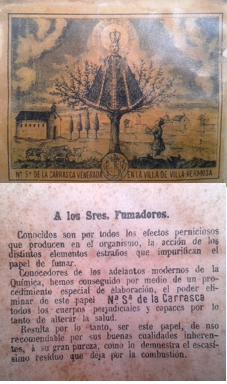 Nª Sª DE LA CARRASCA VENERADA EN LA VILLA DE VILLA-HERMOSA
A los Sres. Fumadores.
Conocidos son por todos los efectos perniciosos
que producen en el organismo, la acción de los
distintos elementos estraños que impurifican el
papel de fumar.
Conocedores de los adelantos modernos de la
Química, hemos conseguido por medio de un pro-
cedimiento especial de elaboración, el poder eli-
minar de este papel Nª Sª de la Carrasca
todos los cuerpos perjudiciales y capaces por lo
tanto de alterar la salud.
Resulta por lo tanto, ser este papel, de uso
recomendable por sus buenas cualidades inheren-
tes, á su gran pureza, como lo demuestra el escasí-
simo residuo que deja por la combustión.